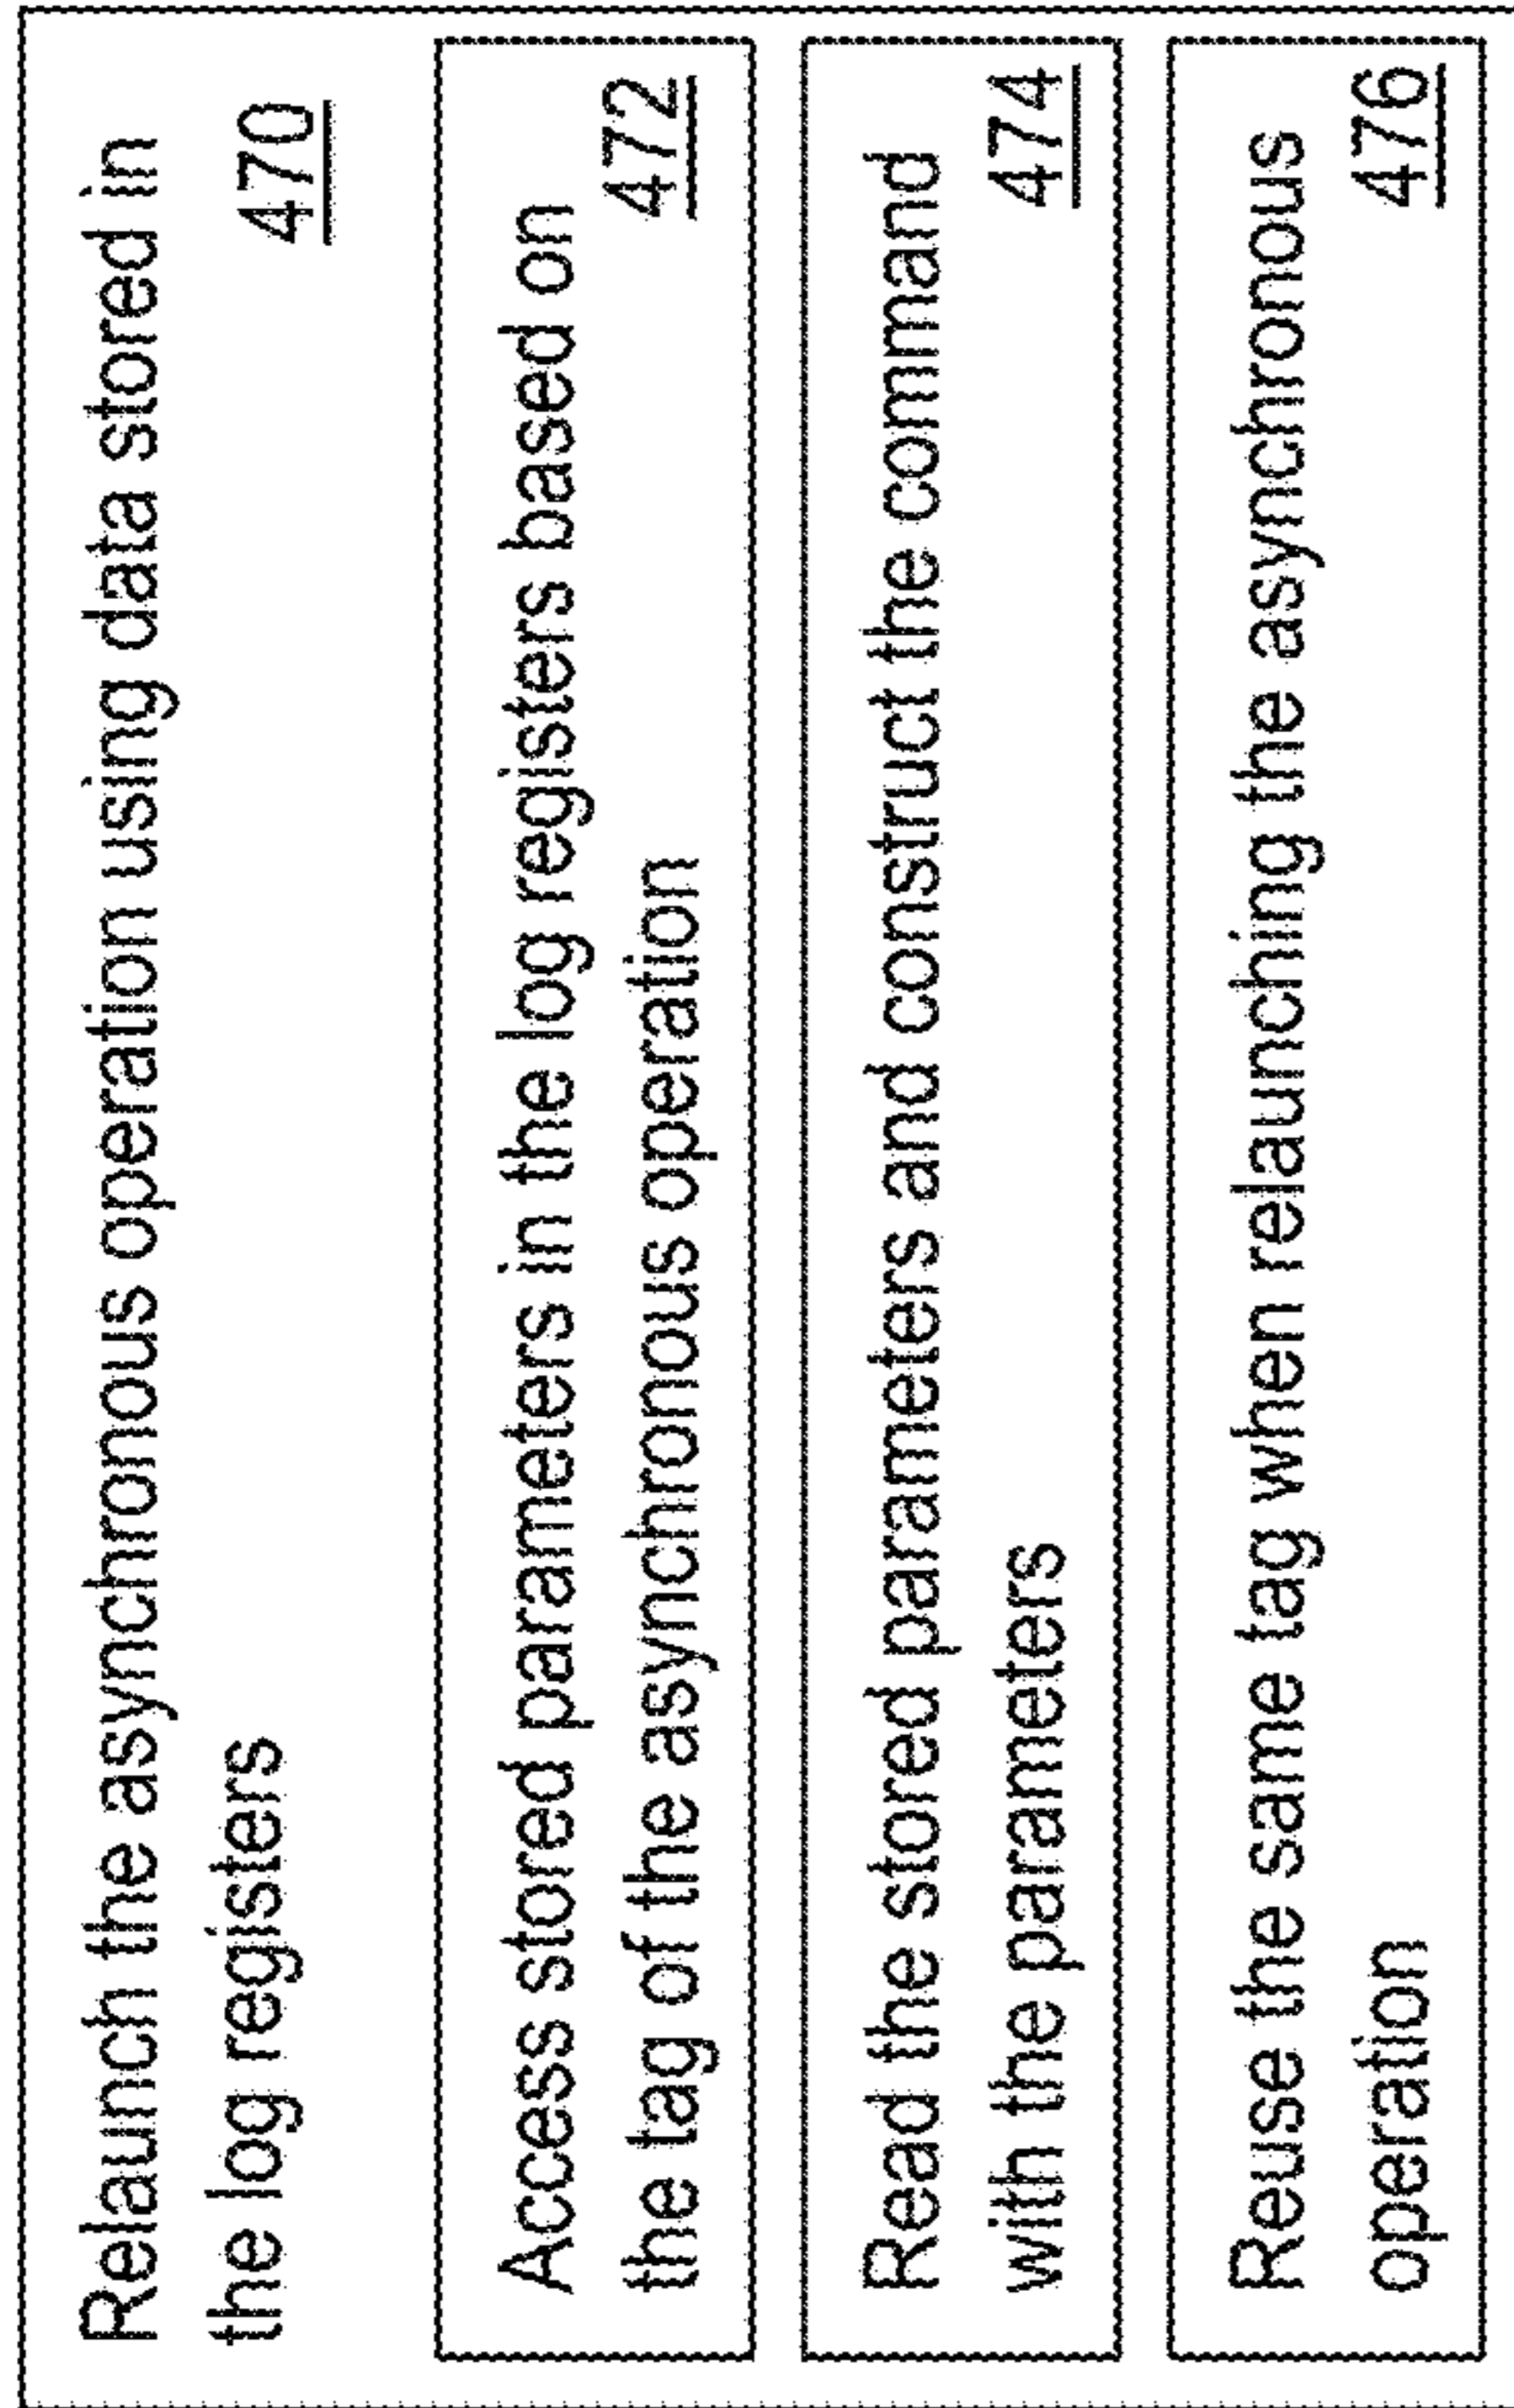 Relaunch the asynchronous operation using data stored in
the log registers
470
Access stored parameters in the log registers based on
the tag of the asynchronous operation
472
Read the stored parameters and construct the command
with the parameters
474
Reuse the same tag when relaunching the asynchronous
operation
476